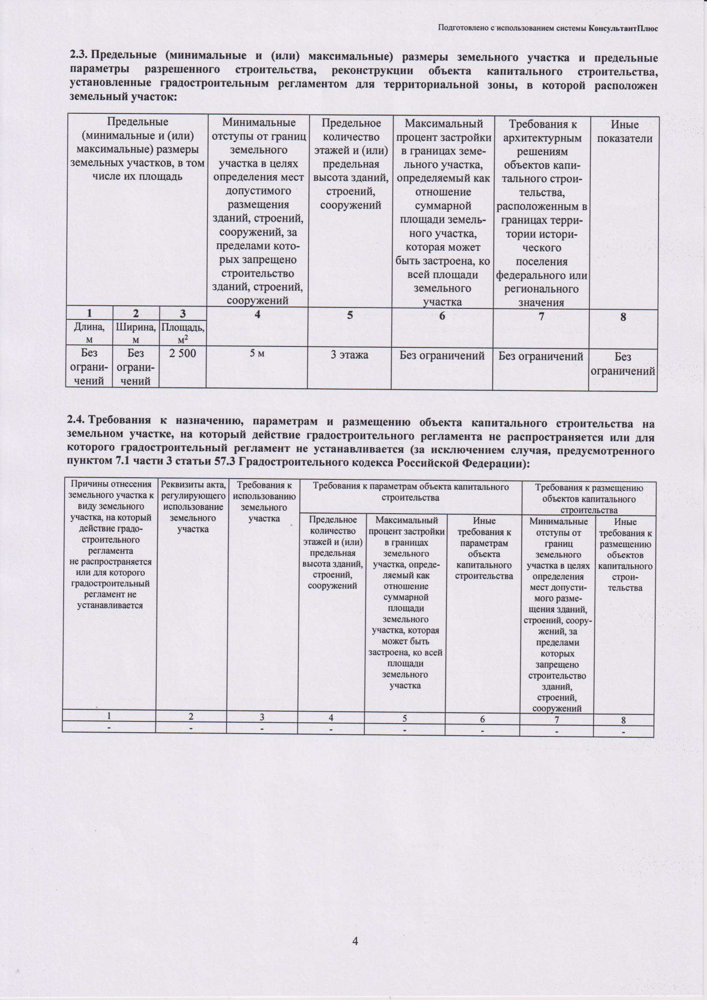 Подготовлено с использованием системы КонсультантПлюс
2.3. Предельные (минимальные и (или) максимальные) размеры земельного участка и предельные
параметры разрешенного строительства, реконструкции объекта капитального строительства,
установленные градостроительным регламентом для территориальной зоны, в которой расположен
земельный участок:
Предельные
(минимальные и (или)
максимальные) размеры
земельных участков, в том
числе их площадь
Минимальные
отступы от границ
земельного
участка в целях
определения мест
допустимого
размещения
зданий, строений,
сооружений, за
пределами кото-
рых запрещено
строительство
зданий, строений,
сооружений
Предельное
количество
этажей и (или)
предельная
высота зданий,
строений,
сооружений
Максимальный
процент застройки
в границах земе-
льного участка,
определяемый как
отношение
суммарной
площади земель-
ного участка,
которая может
быть застроена, ко
всей площади
земельного
участка
Требования к
архитектурным
решениям
объектов капи-
тального строи-
тельства,
расположенным в
границах терри-
тории истори-
ческого
поселения
федерального или
регионального
значения
Иные
показатели
1
2
3
4
5
6
7
8
Длина,
м
Ширина,
м
Площадь,
м²
Без
ограни-
чений
Без
ограни-
чений
2 500
5 м
3 этажа
Без ограничений
Без ограничений
Без
ограничений
2.4. Требования к назначению, параметрам и размещению объекта капитального строительства на
земельном участке, на который действие градостроительного регламента не распространяется или для
которого градостроительный регламент не устанавливается (за исключением случая, предусмотренного
пунктом 7.1 части 3 статьи 57.3 Градостроительного кодекса Российской Федерации):
Причины отнесения
земельного участка к
виду земельного
участка, на который
действие градо-
строительного
регламента
не распространяется
или для которого
градостроительный
регламент не
устанавливается
Реквизиты акта,
регулирующего
использование
земельного
участка
Требования к
использованию
земельного
участка
Требования к параметрам объекта капитального
строительства
Требования к размещению
объектов капитального
строительства
Предельное
количество
этажей и (или)
предельная
высота зданий,
строений,
сооружений
Максимальный
процент застройки
в границах
земельного
участка, опреде-
ляемый как
отношение
суммарной
площади
земельного
участка, которая
может быть
застроена, ко всей
площади
земельного
участка
Иные
требования к
параметрам
объекта
капитального
строительства
Минимальные
отступы от
границ
земельного
участка в целях
определения
мест допусти-
мого разме-
щения зданий,
строений, соору-
жений, за
пределами
которых
запрещено
строительство
зданий,
строений,
сооружений
Иные
требования к
размещению
объектов
капитального
строи-
тельства
1
2
3
4
5
6
7
8
-
-
-
-
-
-
-
-
4